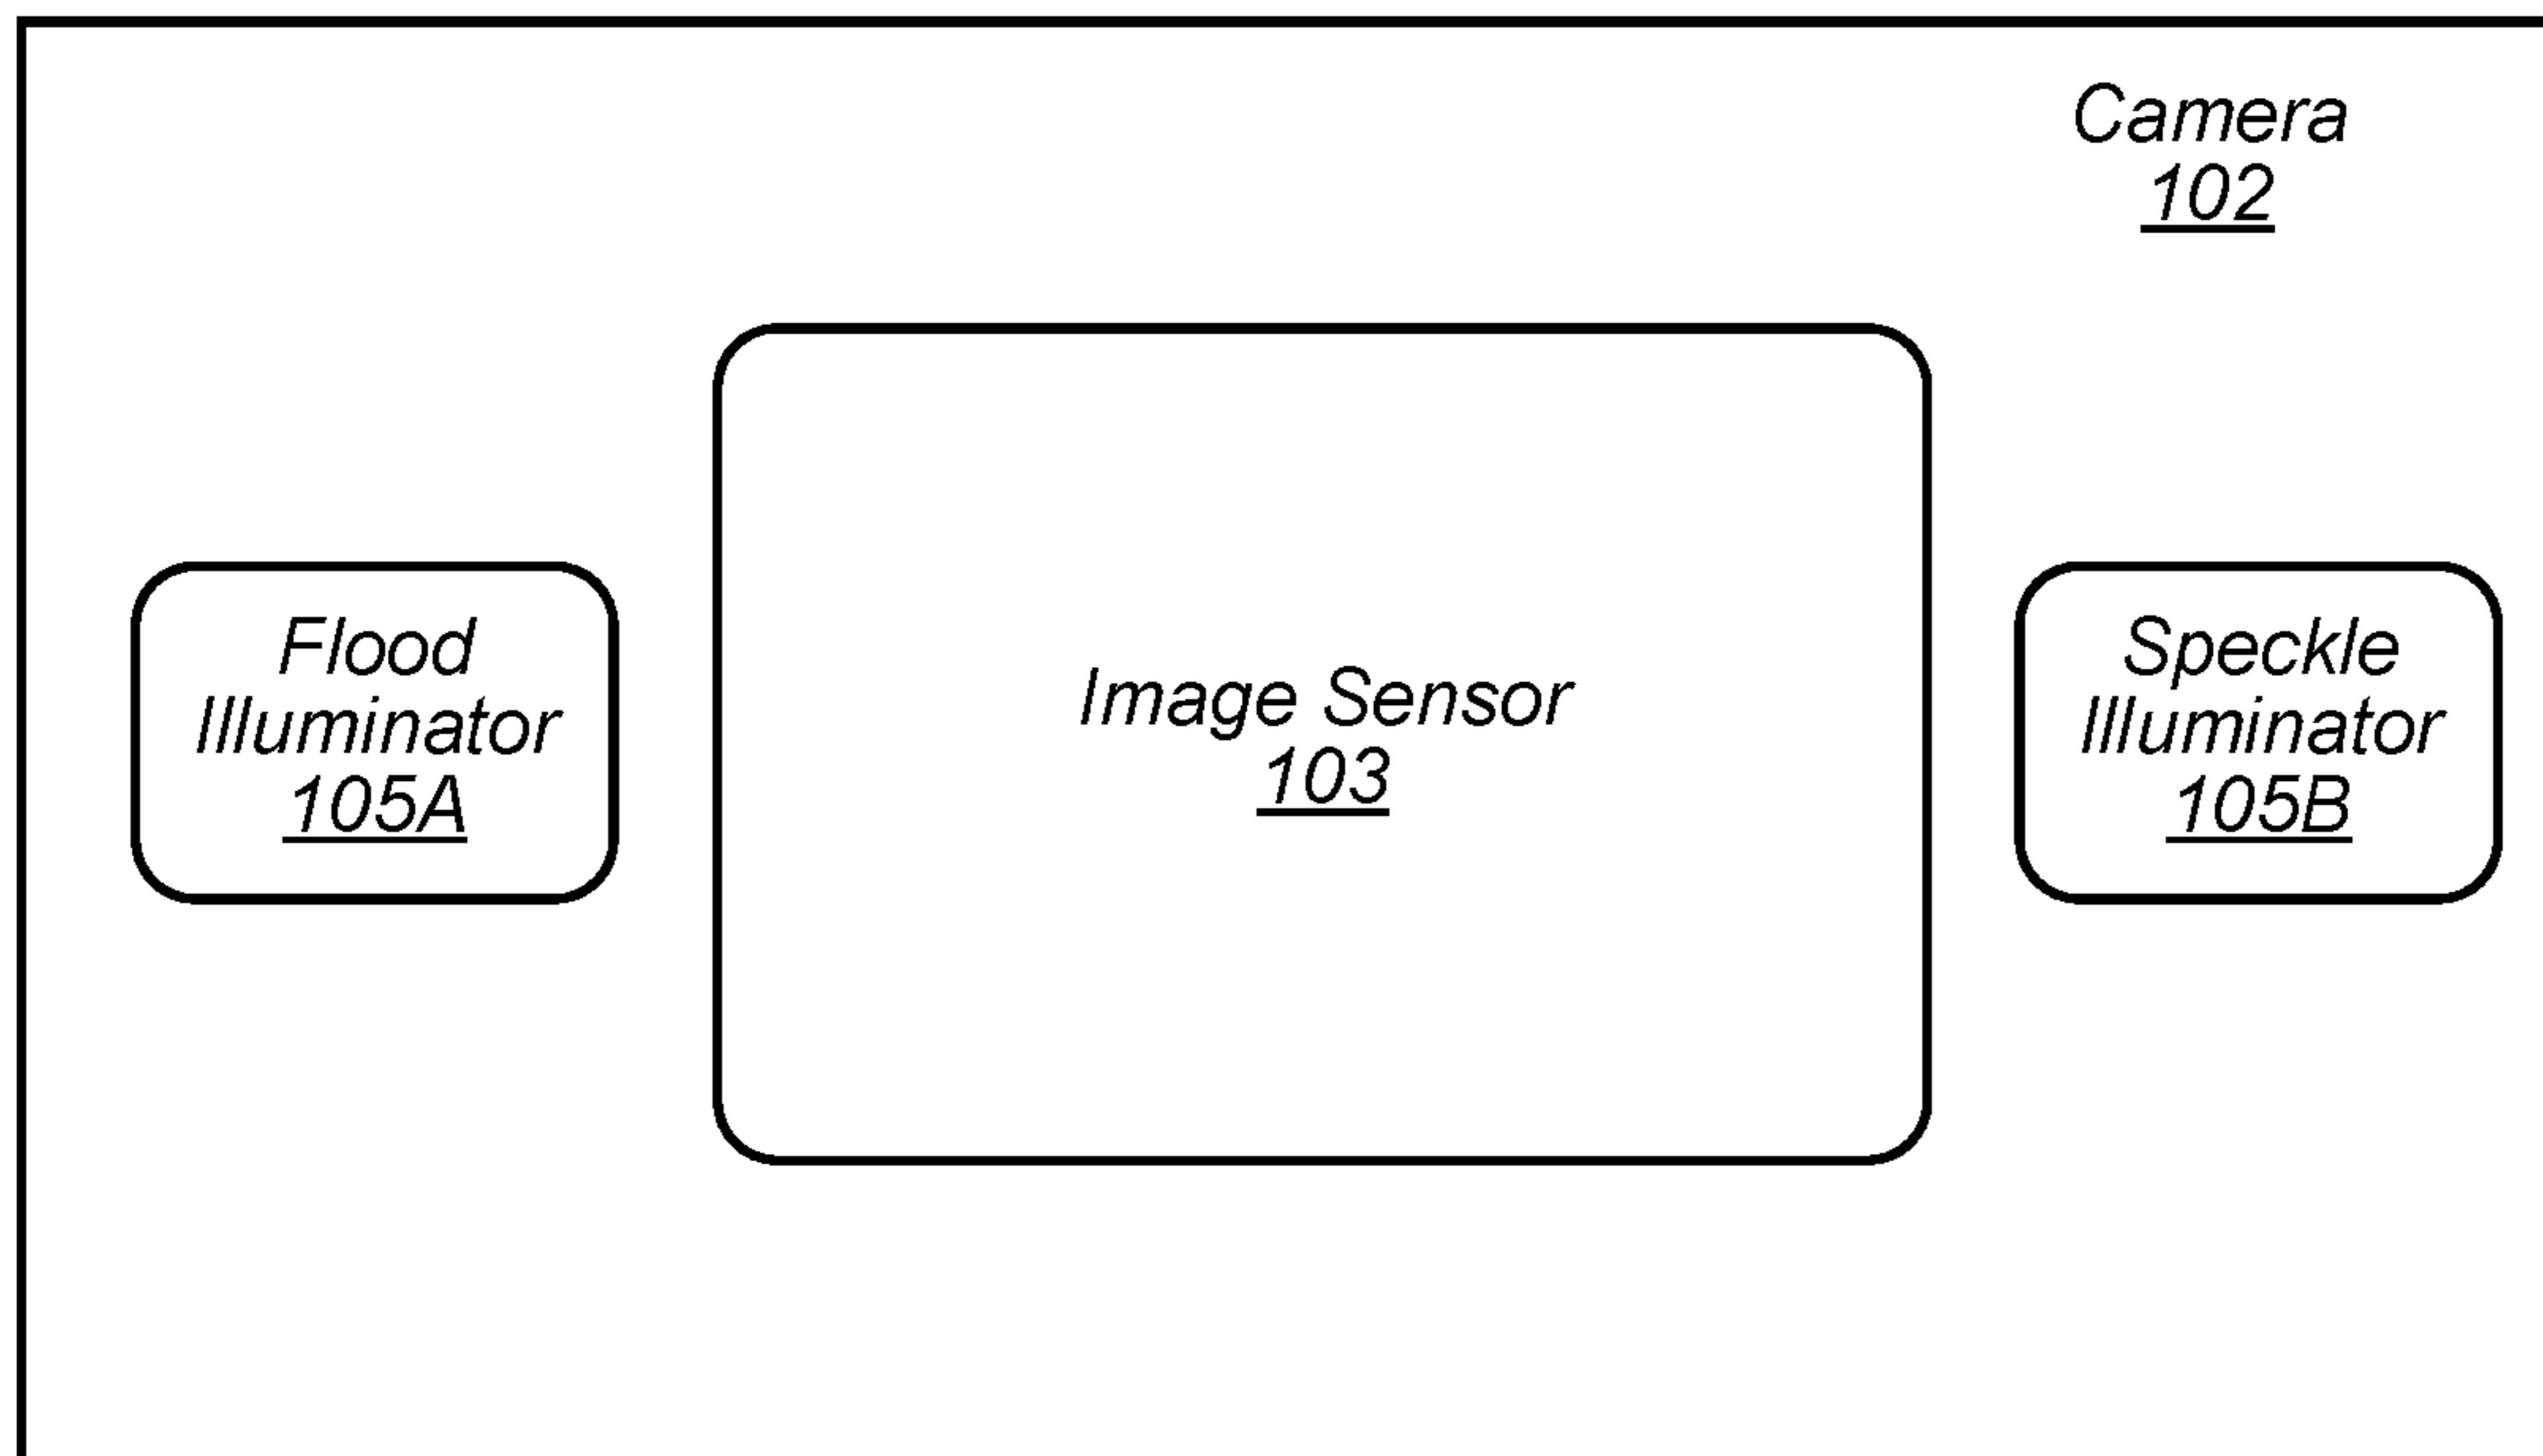 Camera
102
Flood
Illuminator
105A
Image Sensor
103
Speckle
Illuminator
105B